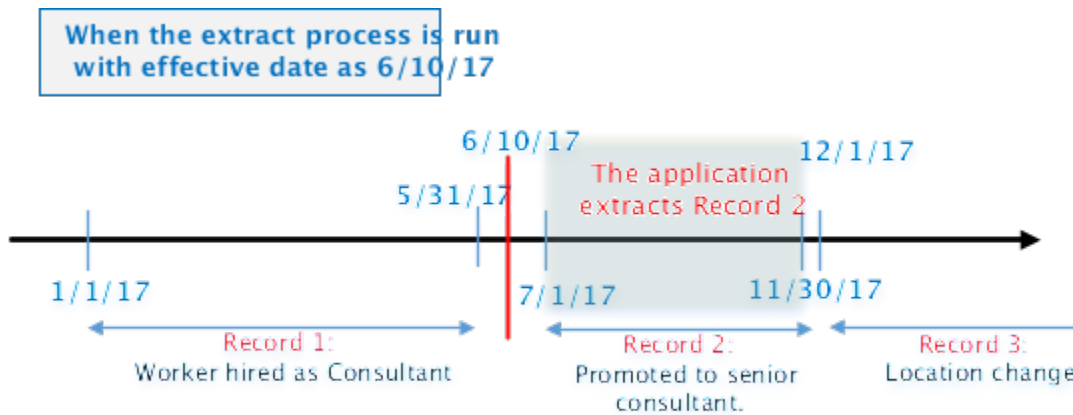 When the extract process is run
with effective date as 6/10/17
6/10/17
12/1/17
The application
extracts Record 2
5/31/17
1/1/17
7/1/17
11/30/17
Record 1:
Worker hired as Consultant
Record 2:
Promoted to senior
consultant.
Record 3:
Location change